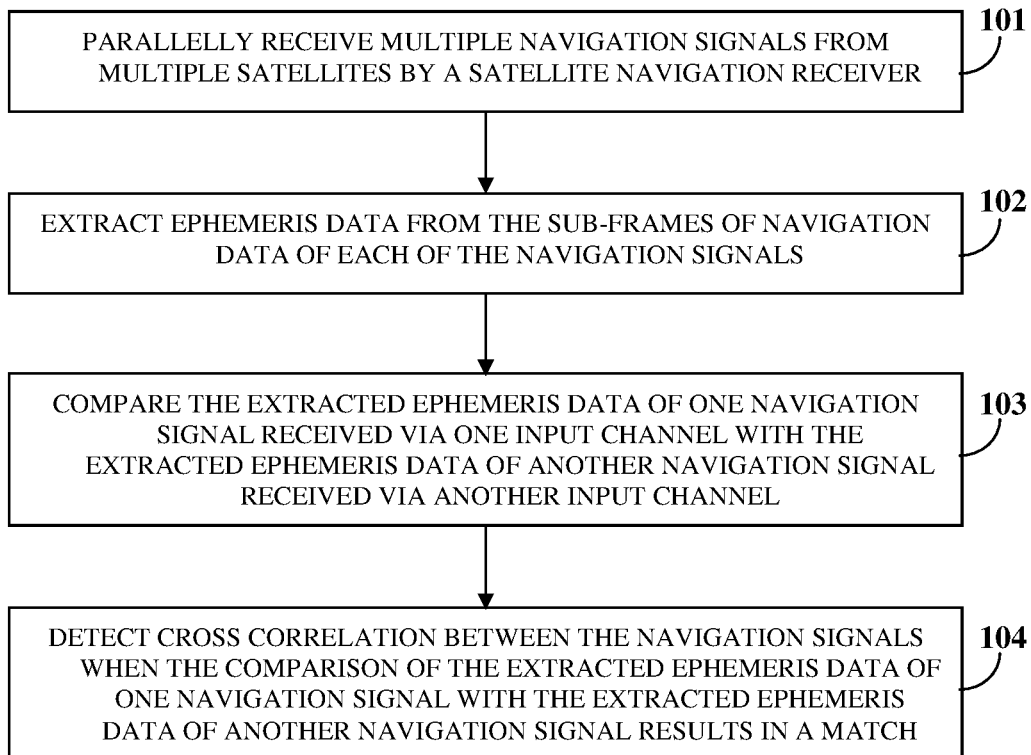 101
PARALLELY RECEIVE MULTIPLE NAVIGATION SIGNALS FROM
MULTIPLE SATELLITES BY A SATELLITE NAVIGATION RECEIVER
102
EXTRACT EPHEMERIS DATA FROM THE SUB-FRAMES OF NAVIGATION
DATA OF EACH OF THE NAVIGATION SIGNALS
103
COMPARE THE EXTRACTED EPHEMERIS DATA OF ONE NAVIGATION
SIGNAL RECEIVED VIA ONE INPUT CHANNEL WITH THE
EXTRACTED EPHEMERIS DATA OF ANOTHER NAVIGATION SIGNAL
RECEIVED VIA ANOTHER INPUT CHANNEL
104
DETECT CROSS CORRELATION BETWEEN THE NAVIGATION SIGNALS
WHEN THE COMPARISON OF THE EXTRACTED EPHEMERIS DATA OF
ONE NAVIGATION SIGNAL WITH THE EXTRACTED EPHEMERIS
DATA OF ANOTHER NAVIGATION SIGNAL RESULTS IN A MATCH